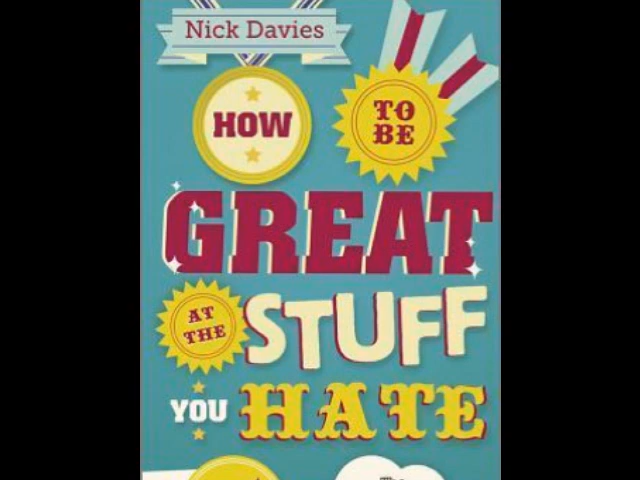 Nick Davies
HOW
TO
BE
GREAT
AT
THE
STUFF
YOU
HATE